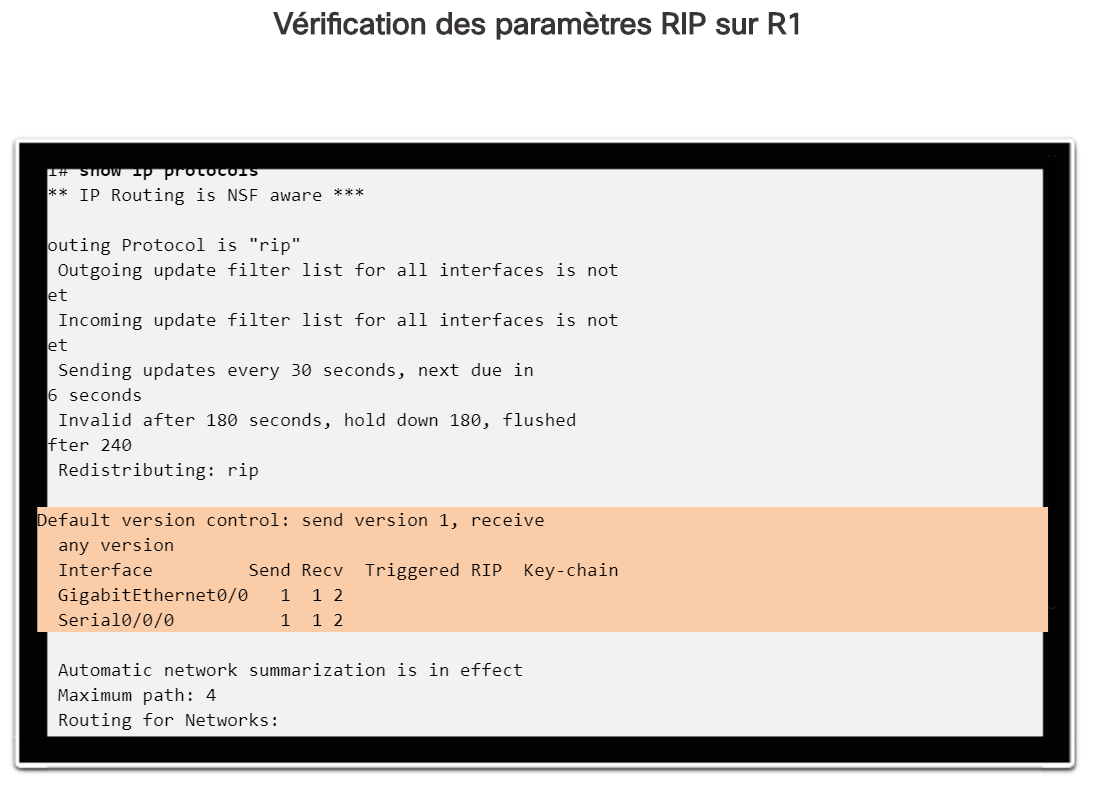 Vérification des paramètres RIP sur R1
1# show ip protocols
** IP Routing is NSF aware ***
outing Protocol is "rip"
Outgoing update filter list for all interfaces is not
et
Incoming update filter list for all interfaces is not
et
Sending updates every 30 seconds, next due in
6 seconds
Invalid after 180 seconds, hold down 180, flushed
fter 240
Redistributing: rip
Default version control: send version 1, receive
any version
Interface Send Recv Triggered RIP Key-chain
GigabitEthernet0/0 1 1 2
Serial0/0/0 1 1 2
Automatic network summarization is in effect
Maximum path: 4
Routing for Networks: